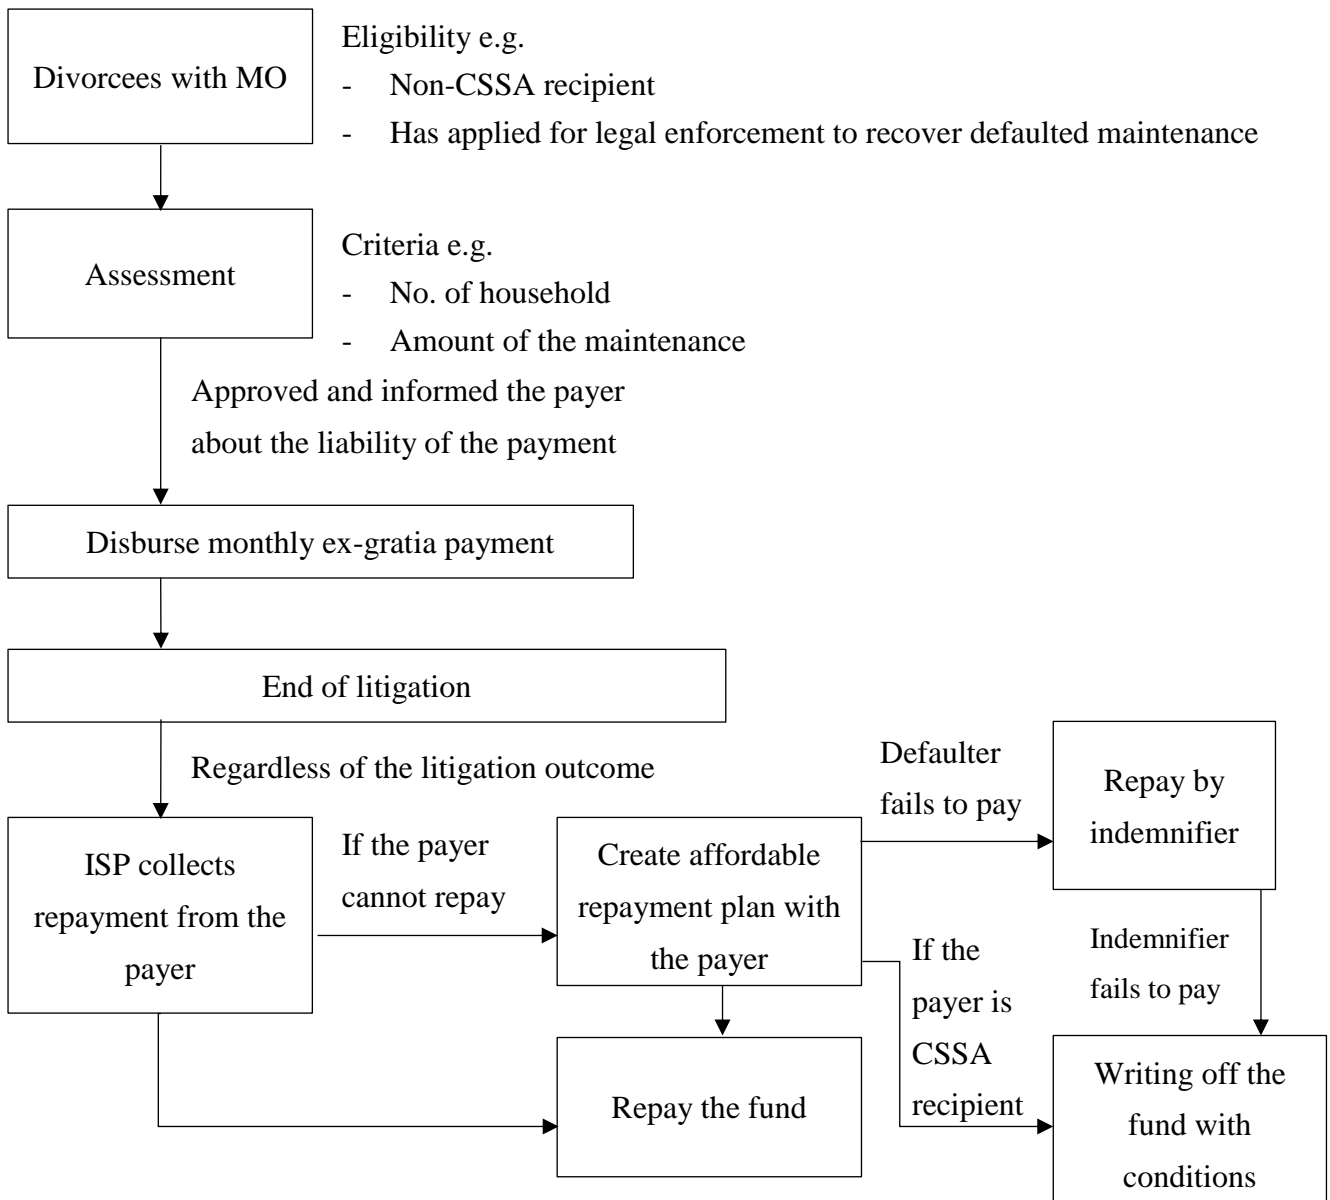 Divorcees with MO
Eligibility e.g.
- Non-CSSA recipient
- Has applied for legal enforcement to recover defaulted maintenance
Assessment
Criteria e.g.
- No. of household
- Amount of the maintenance
Approved and informed the payer
about the liability of the payment
Disburse monthly ex-gratia payment
End of litigation
Regardless of the litigation outcome
ISP collects
repayment from the
payer
If the payer
cannot repay
Create affordable
repayment plan with
the payer
Defaulter
fails to pay
Repay by
indemnifier
Indemnifier
fails to pay
If the
payer is
CSSA
recipient
Repay the fund
Writing off the
fund with
conditions